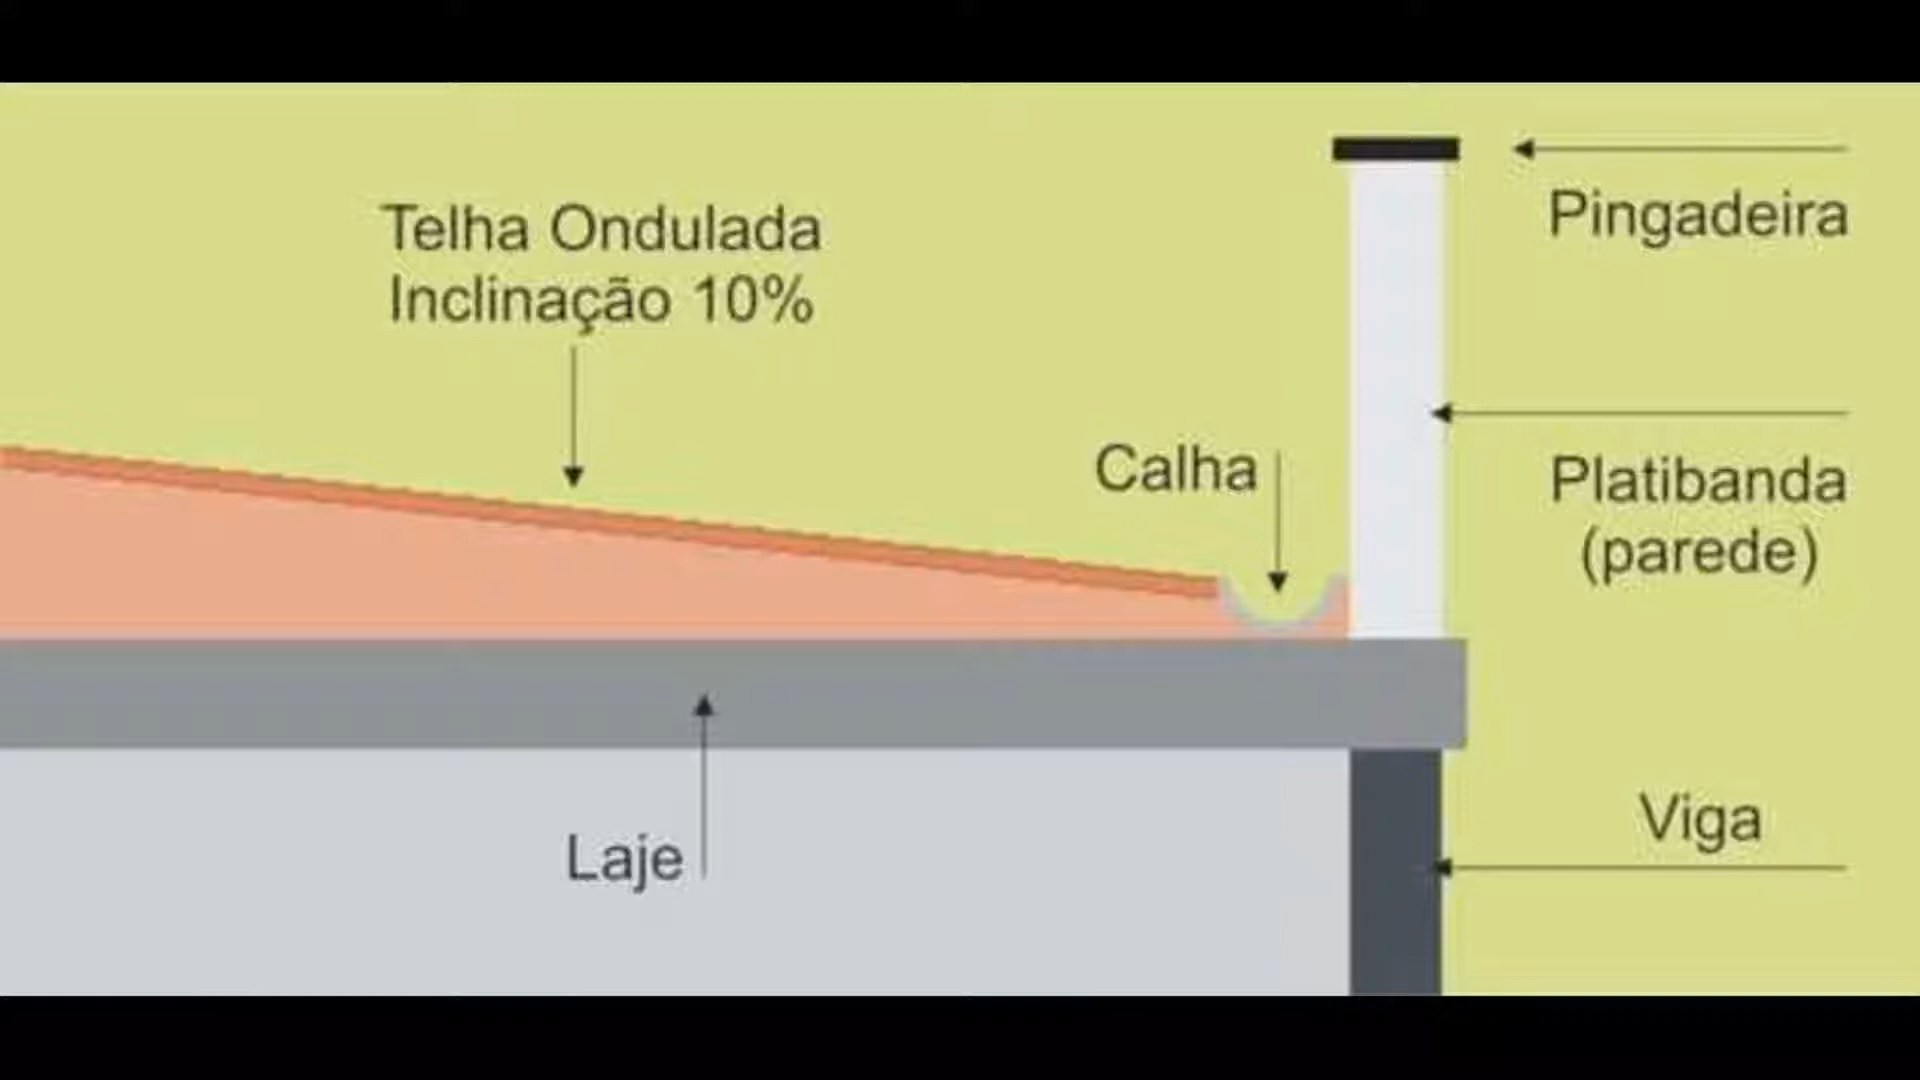 Pingadeira
Telha Ondulada
Inclinação 10%
Calha
Platibanda
(parede)
Viga
Laje